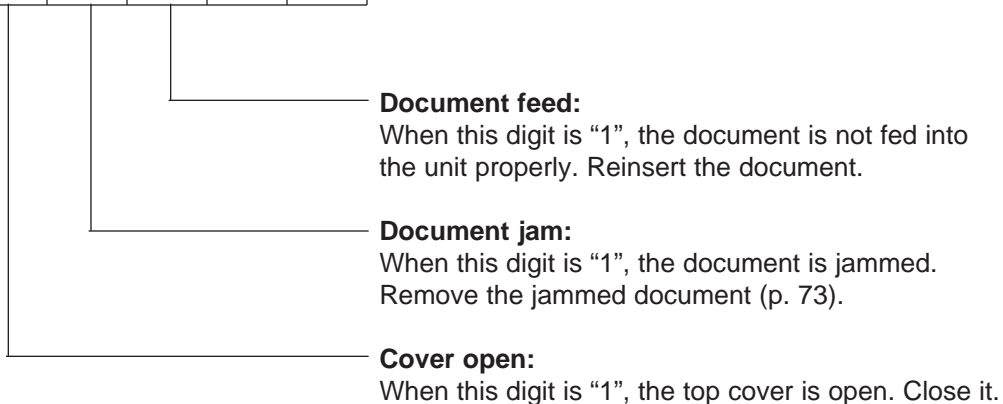 Document feed:
When this digit is “1”, the document is not fed into
the unit properly. Reinsert the document.
Document jam:
When this digit is “1”, the document is jammed.
Remove the jammed document (p. 73).
Cover open:
When this digit is “1”, the top cover is open. Close it.